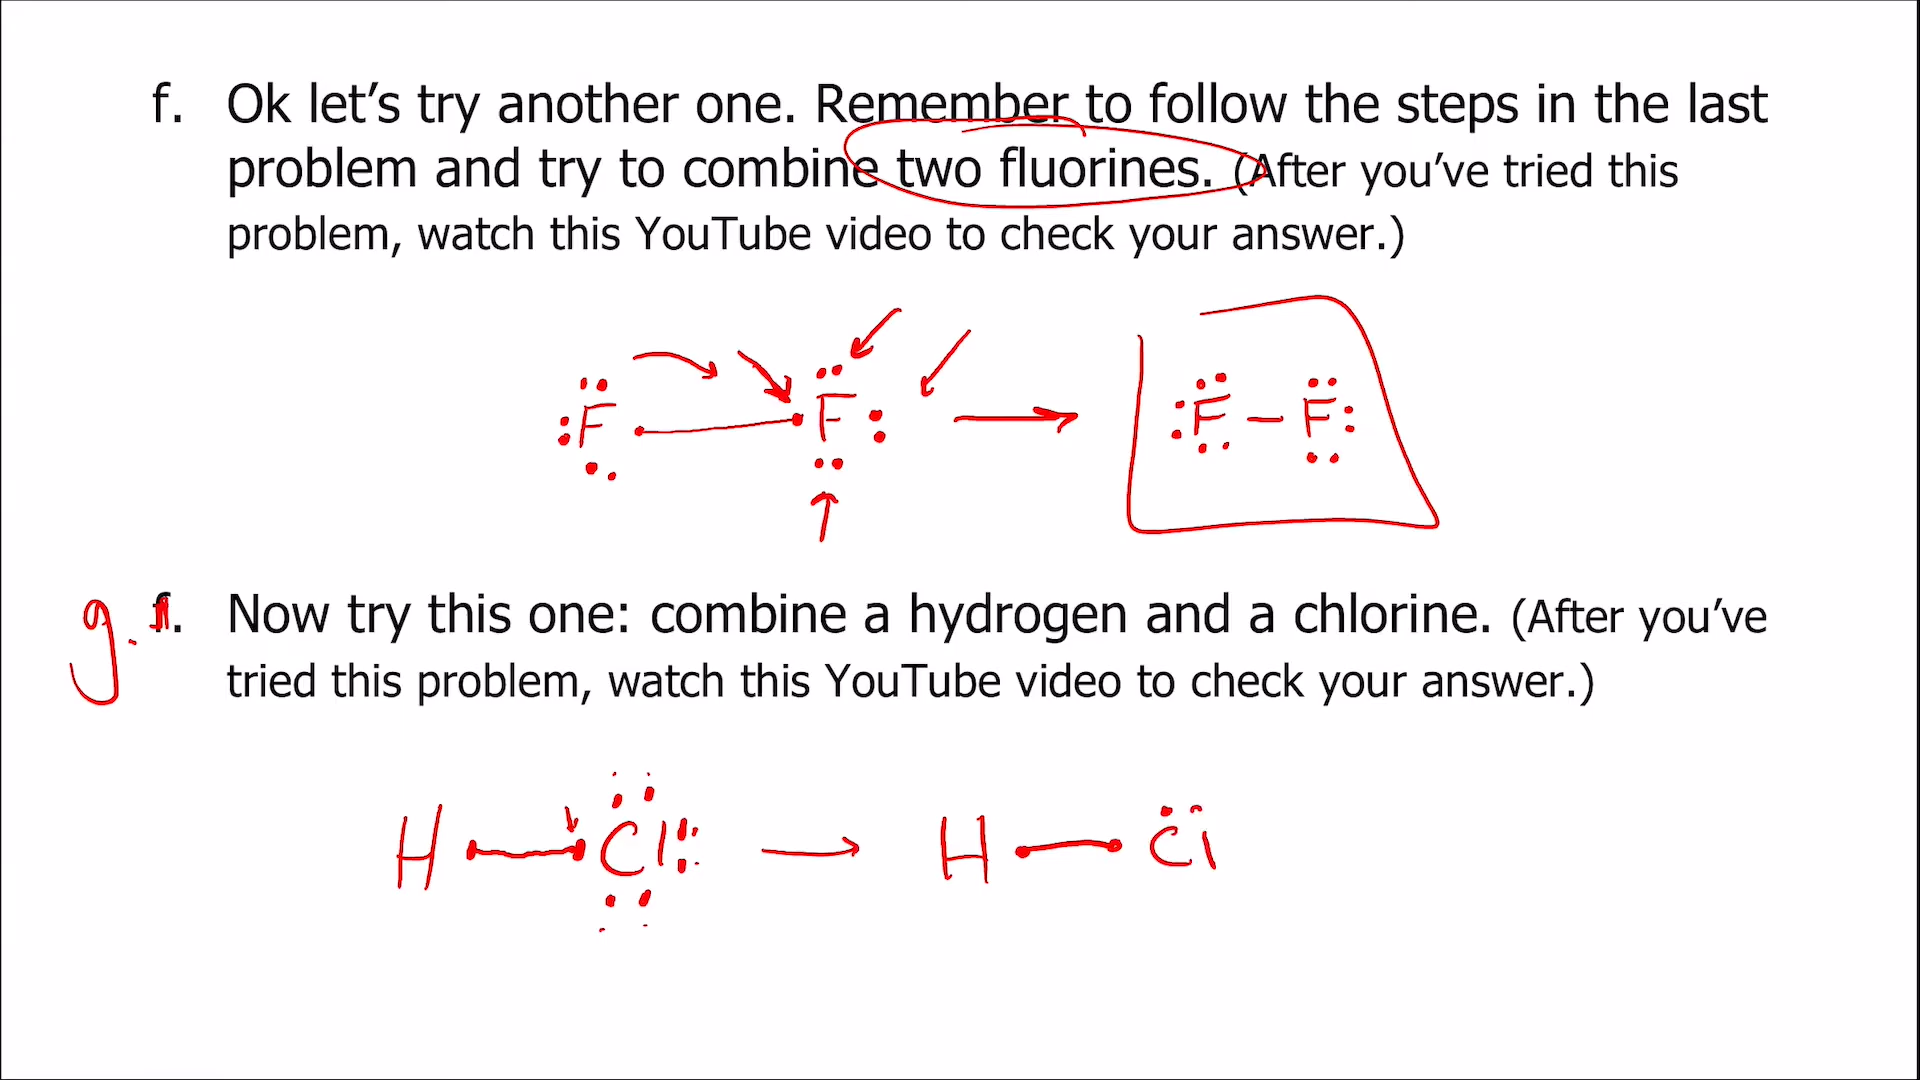 f. Ok let’s try another one. Remember to follow the steps in the last
problem and try to combine two fluorines. (After you’ve tried this
problem, watch this YouTube video to check your answer.)
F F F – F
g. f. Now try this one: combine a hydrogen and a chlorine. (After you’ve
tried this problem, watch this YouTube video to check your answer.)
H Cl → H Cl